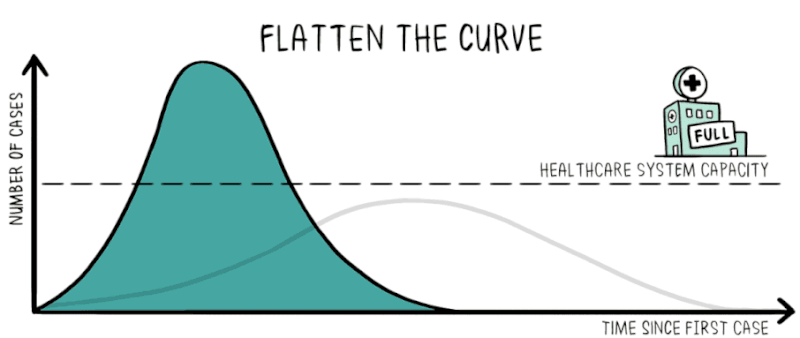 FLATTEN THE CURVE
NUMBER OF CASES
FULL
HEALTHCARE SYSTEM CAPACITY
TIME SINCE FIRST CASE